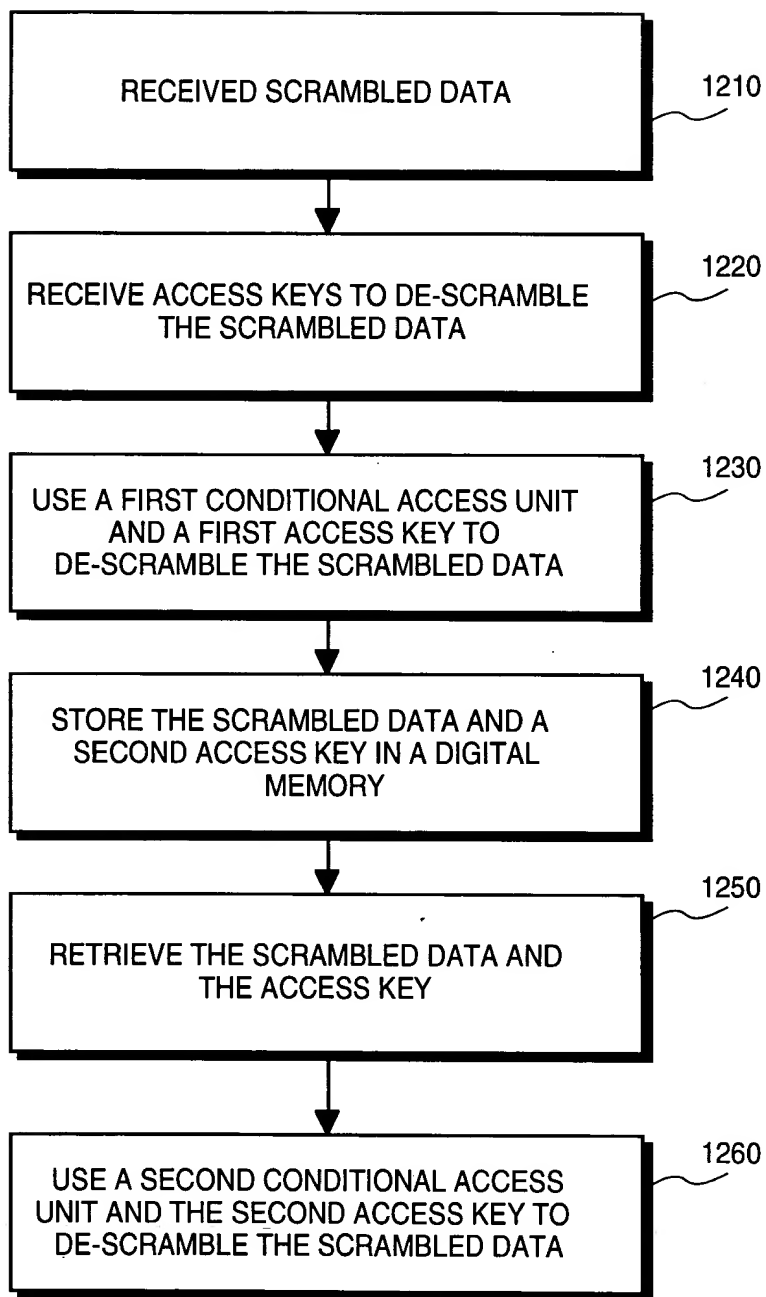 RECEIVED SCRAMBLED DATA
1210
RECEIVE ACCESS KEYS TO DE-SCRAMBLE
THE SCRAMBLED DATA
1220
USE A FIRST CONDITIONAL ACCESS UNIT
AND A FIRST ACCESS KEY TO
DE-SCRAMBLE THE SCRAMBLED DATA
1230
STORE THE SCRAMBLED DATA AND A
SECOND ACCESS KEY IN A DIGITAL
MEMORY
1240
RETRIEVE THE SCRAMBLED DATA AND
THE ACCESS KEY
1250
USE A SECOND CONDITIONAL ACCESS
UNIT AND THE SECOND ACCESS KEY TO
DE-SCRAMBLE THE SCRAMBLED DATA
1260